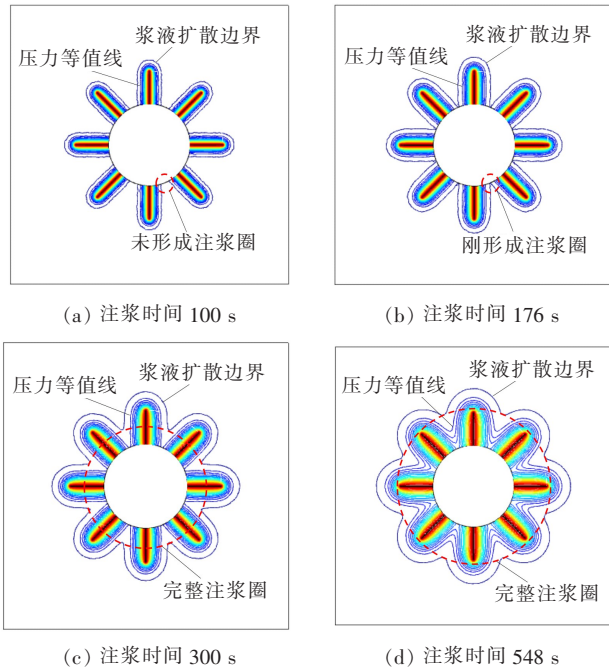 浆液扩散边界
压力等值线
未形成注浆圈
(a) 注浆时间 100 s
浆液扩散边界
压力等值线
刚形成注浆圈
(b) 注浆时间 176 s
浆液扩散边界
压力等值线
完整注浆圈
(c) 注浆时间 300 s
浆液扩散边界
压力等值线
完整注浆圈
(d) 注浆时间 548 s